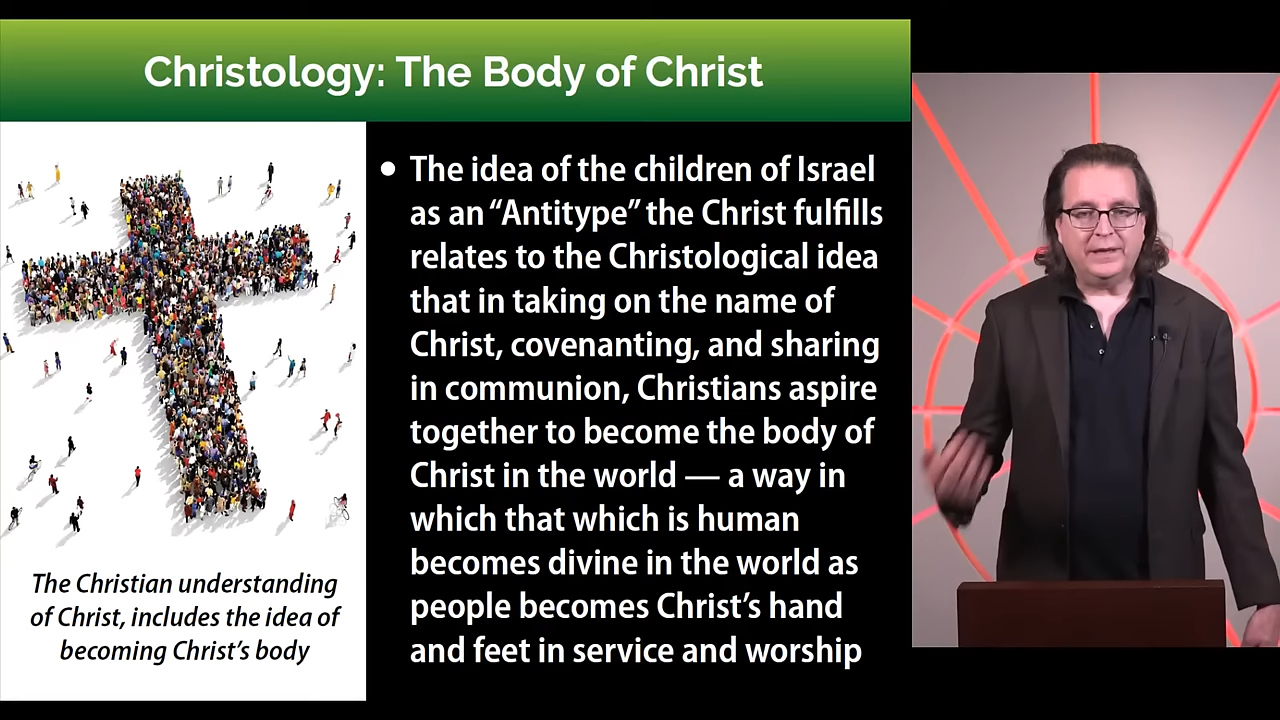 Christology: The Body of Christ
• The idea of the children of Israel
as an “Antitype” the Christ fulfills
relates to the Christological idea
that in taking on the name of
Christ, covenanting, and sharing
in communion, Christians aspire
together to become the body of
Christ in the world — a way in
which that which is human
becomes divine in the world as
people becomes Christ’s hand
and feet in service and worship
The Christian understanding
of Christ, includes the idea of
becoming Christ’s body